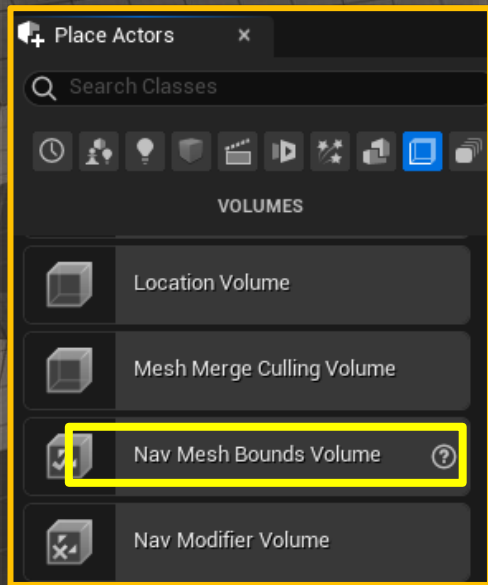 Place Actors
Search Classes
VOLUMES
Location Volume
Mesh Merge Culling Volume
Nav Mesh Bounds Volume
Nav Modifier Volume